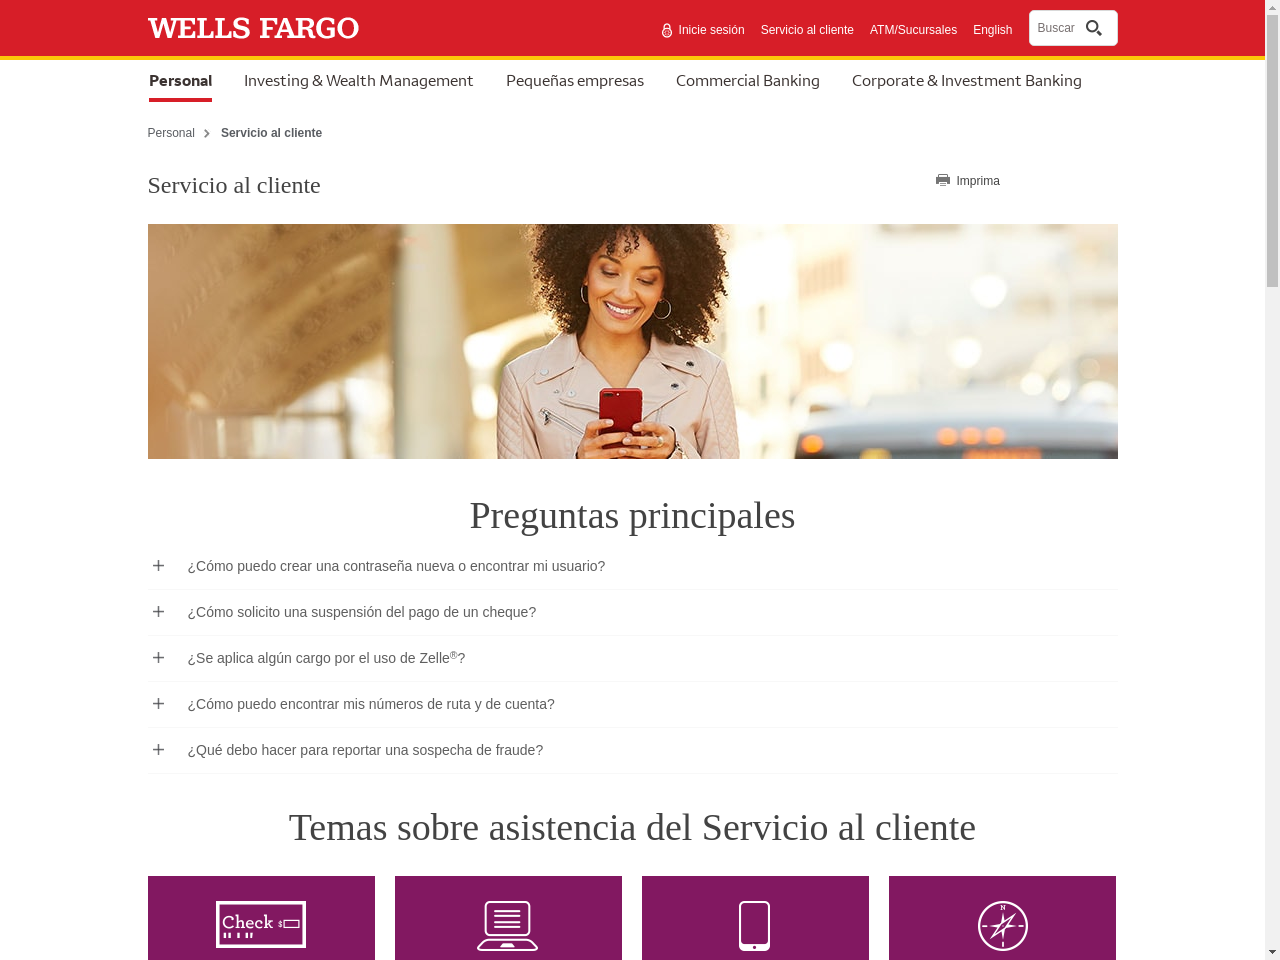 WELLS FARGO
Inicie sesión
Servicio al cliente
ATM/Sucursales
English
Buscar
Personal
Investing & Wealth Management
Pequeñas empresas
Commercial Banking
Corporate & Investment Banking
Personal
Servicio al cliente
Servicio al cliente
Imprima
Preguntas principales
¿Cómo puedo crear una contraseña nueva o encontrar mi usuario?
¿Cómo solicito una suspensión del pago de un cheque?
¿Se aplica algún cargo por el uso de Zelle®?
¿Cómo puedo encontrar mis números de ruta y de cuenta?
¿Qué debo hacer para reportar una sospecha de fraude?
Temas sobre asistencia del Servicio al cliente
Check $
N